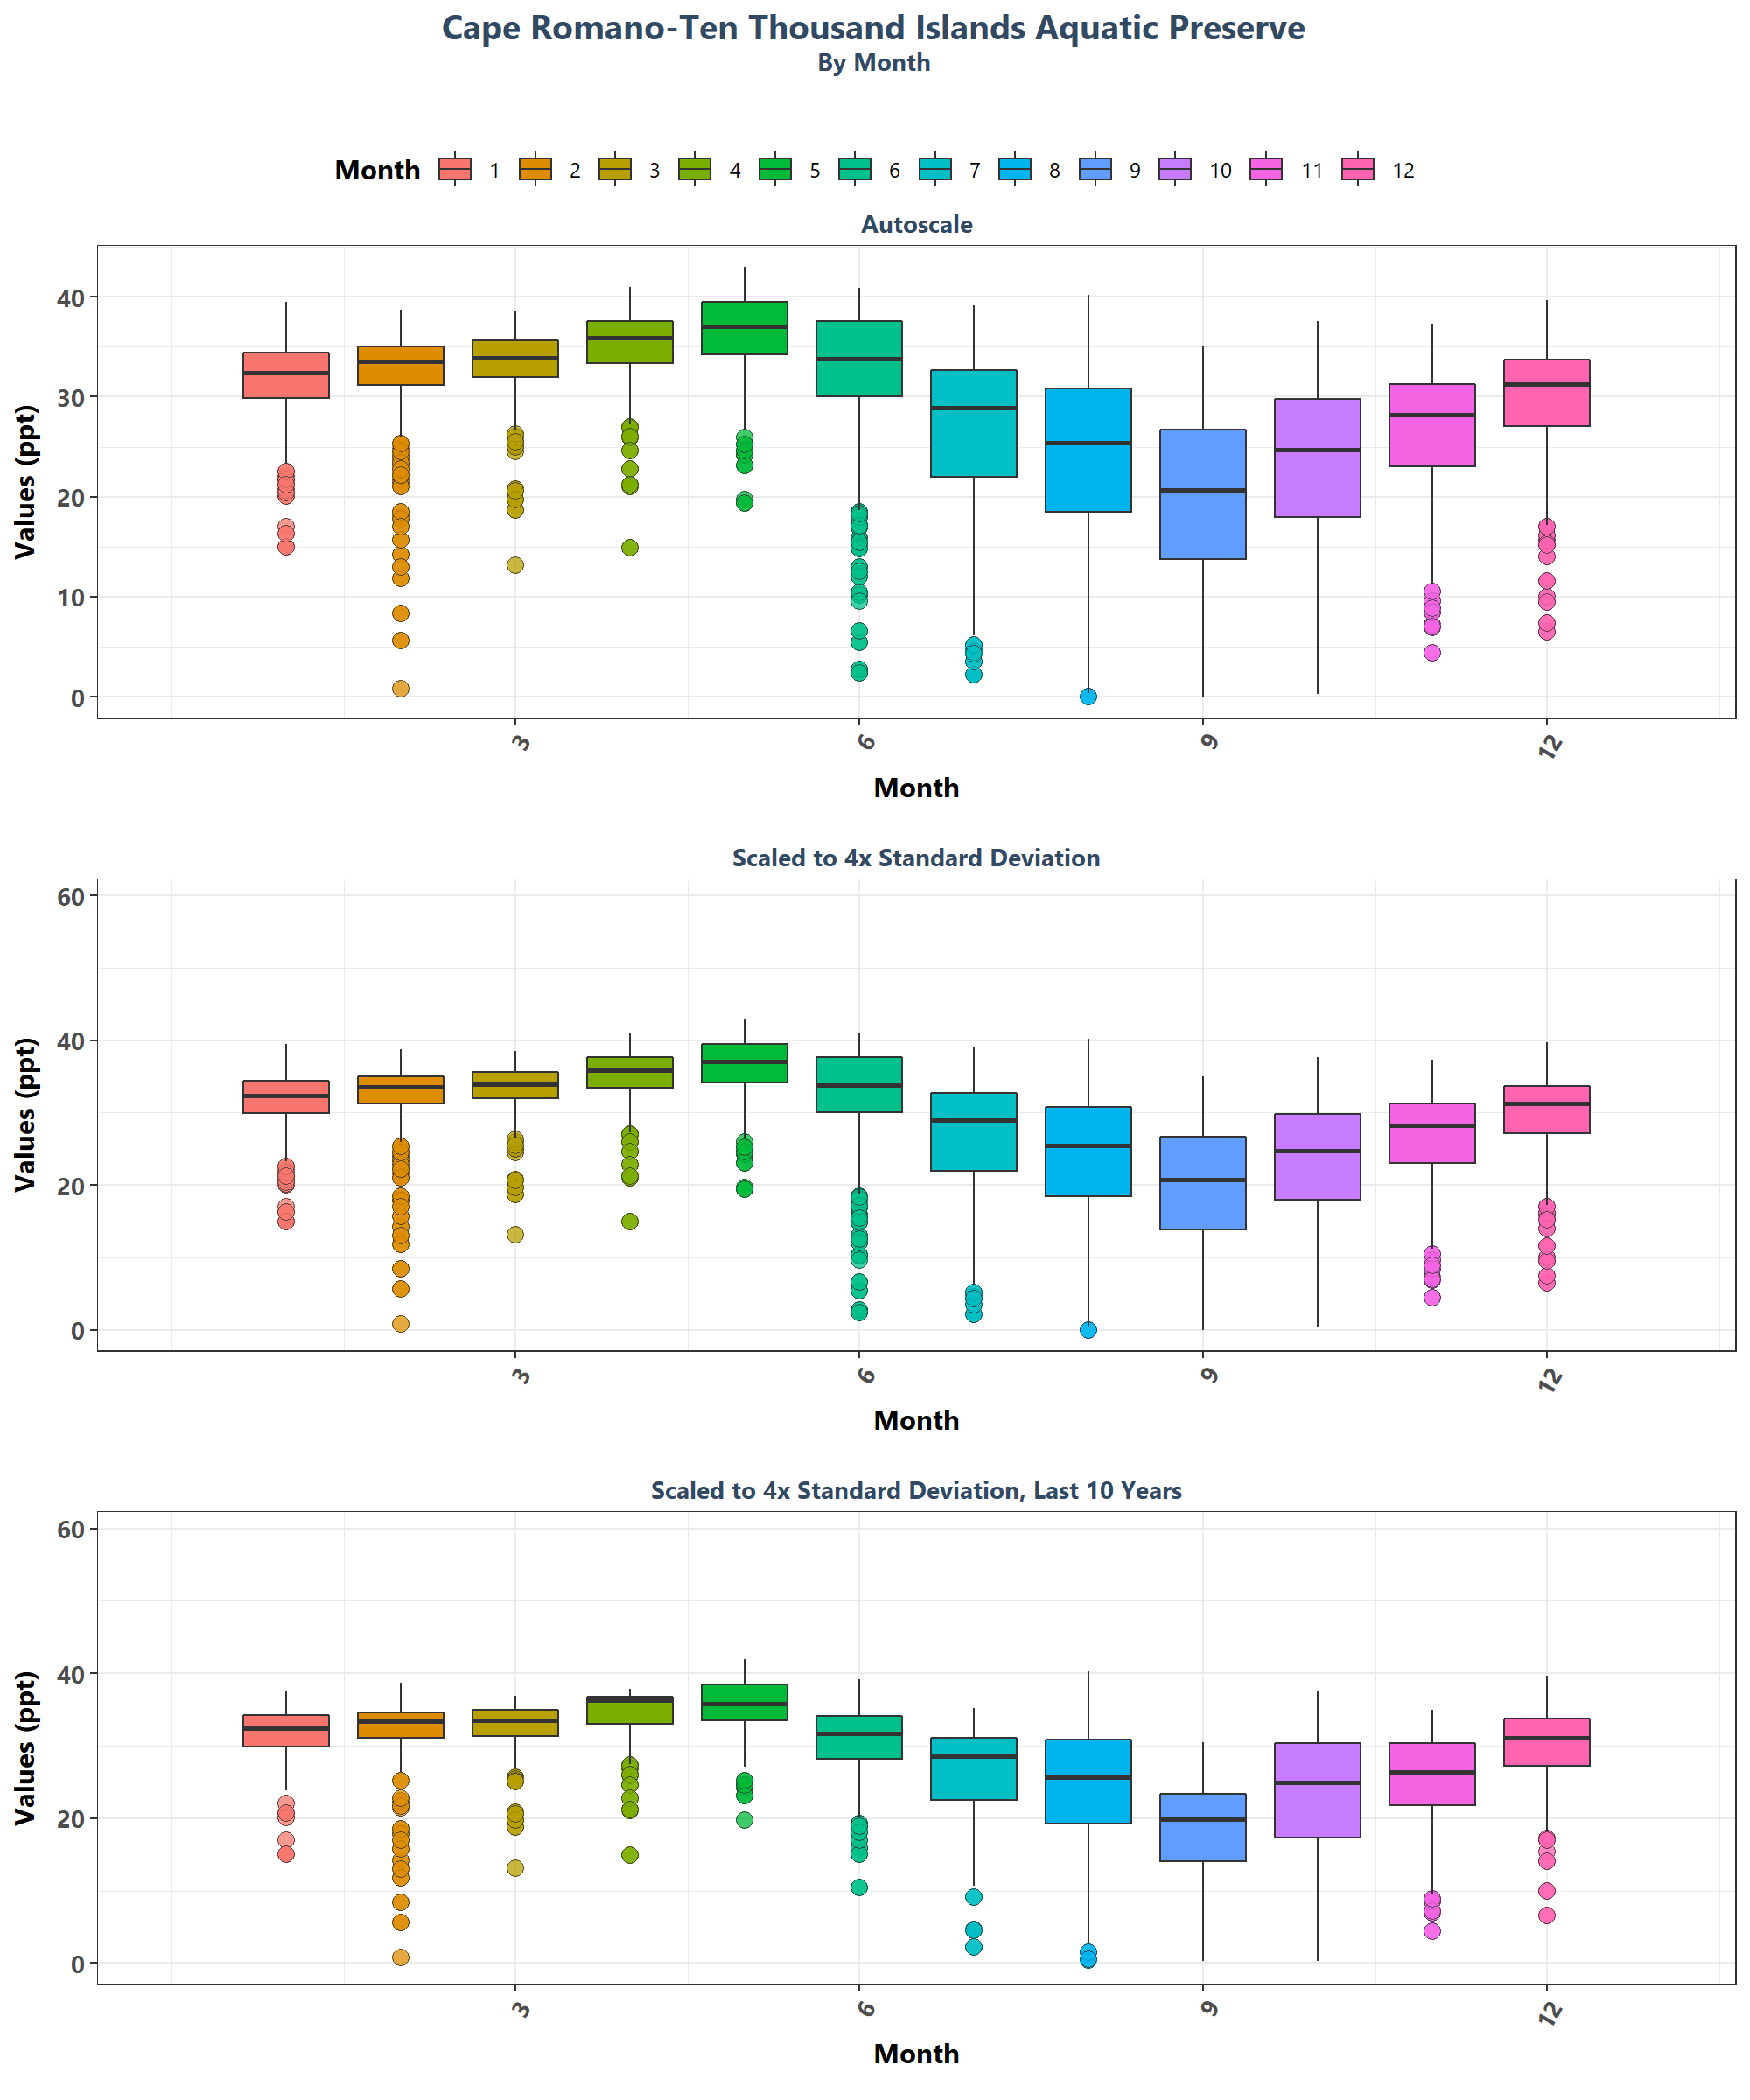 Cape Romano-Ten Thousand Islands Aquatic Preserve
By Month
Month 1 2 3 4 5 6 7 8 9 10 11 12
Autoscale
Values (ppt)
40
30
20
10
0
3 6 9 12
Month
Scaled to 4x Standard Deviation
Values (ppt)
60
40
20
0
3 6 9 12
Month
Scaled to 4x Standard Deviation, Last 10 Years
Values (ppt)
60
40
20
0
3 6 9 12
Month